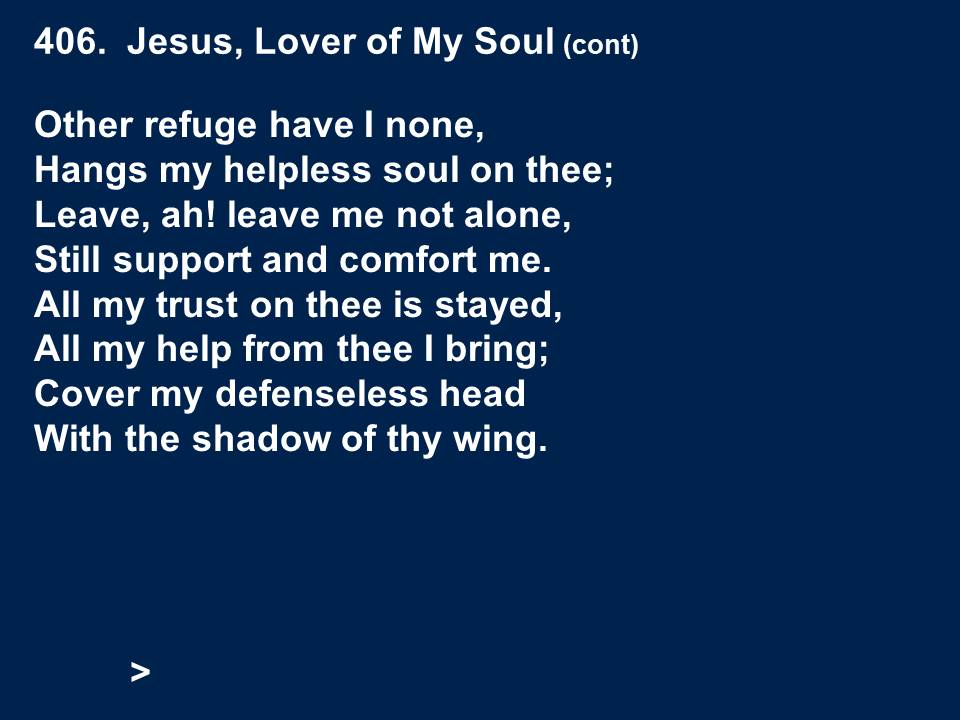 406.  Jesus, Lover of My Soul (cont)
Other refuge have I none,
Hangs my helpless soul on thee;
Leave, ah! leave me not alone,
Still support and comfort me.
All my trust on thee is stayed,
All my help from thee I bring;
Cover my defenseless head
With the shadow of thy wing.
>